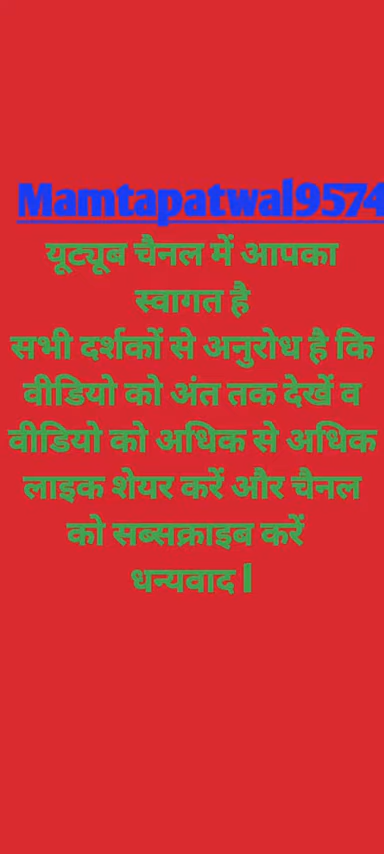 Mamtapatwal9574
यूट्यूब चैनल में आपका
स्वागत है
सभी दर्शकों से अनुरोध है कि
वीडियो को अंत तक देखें व
वीडियो को अधिक से अधिक
लाइक शेयर करें और चैनल
को सब्सक्राइब करें
धन्यवाद l